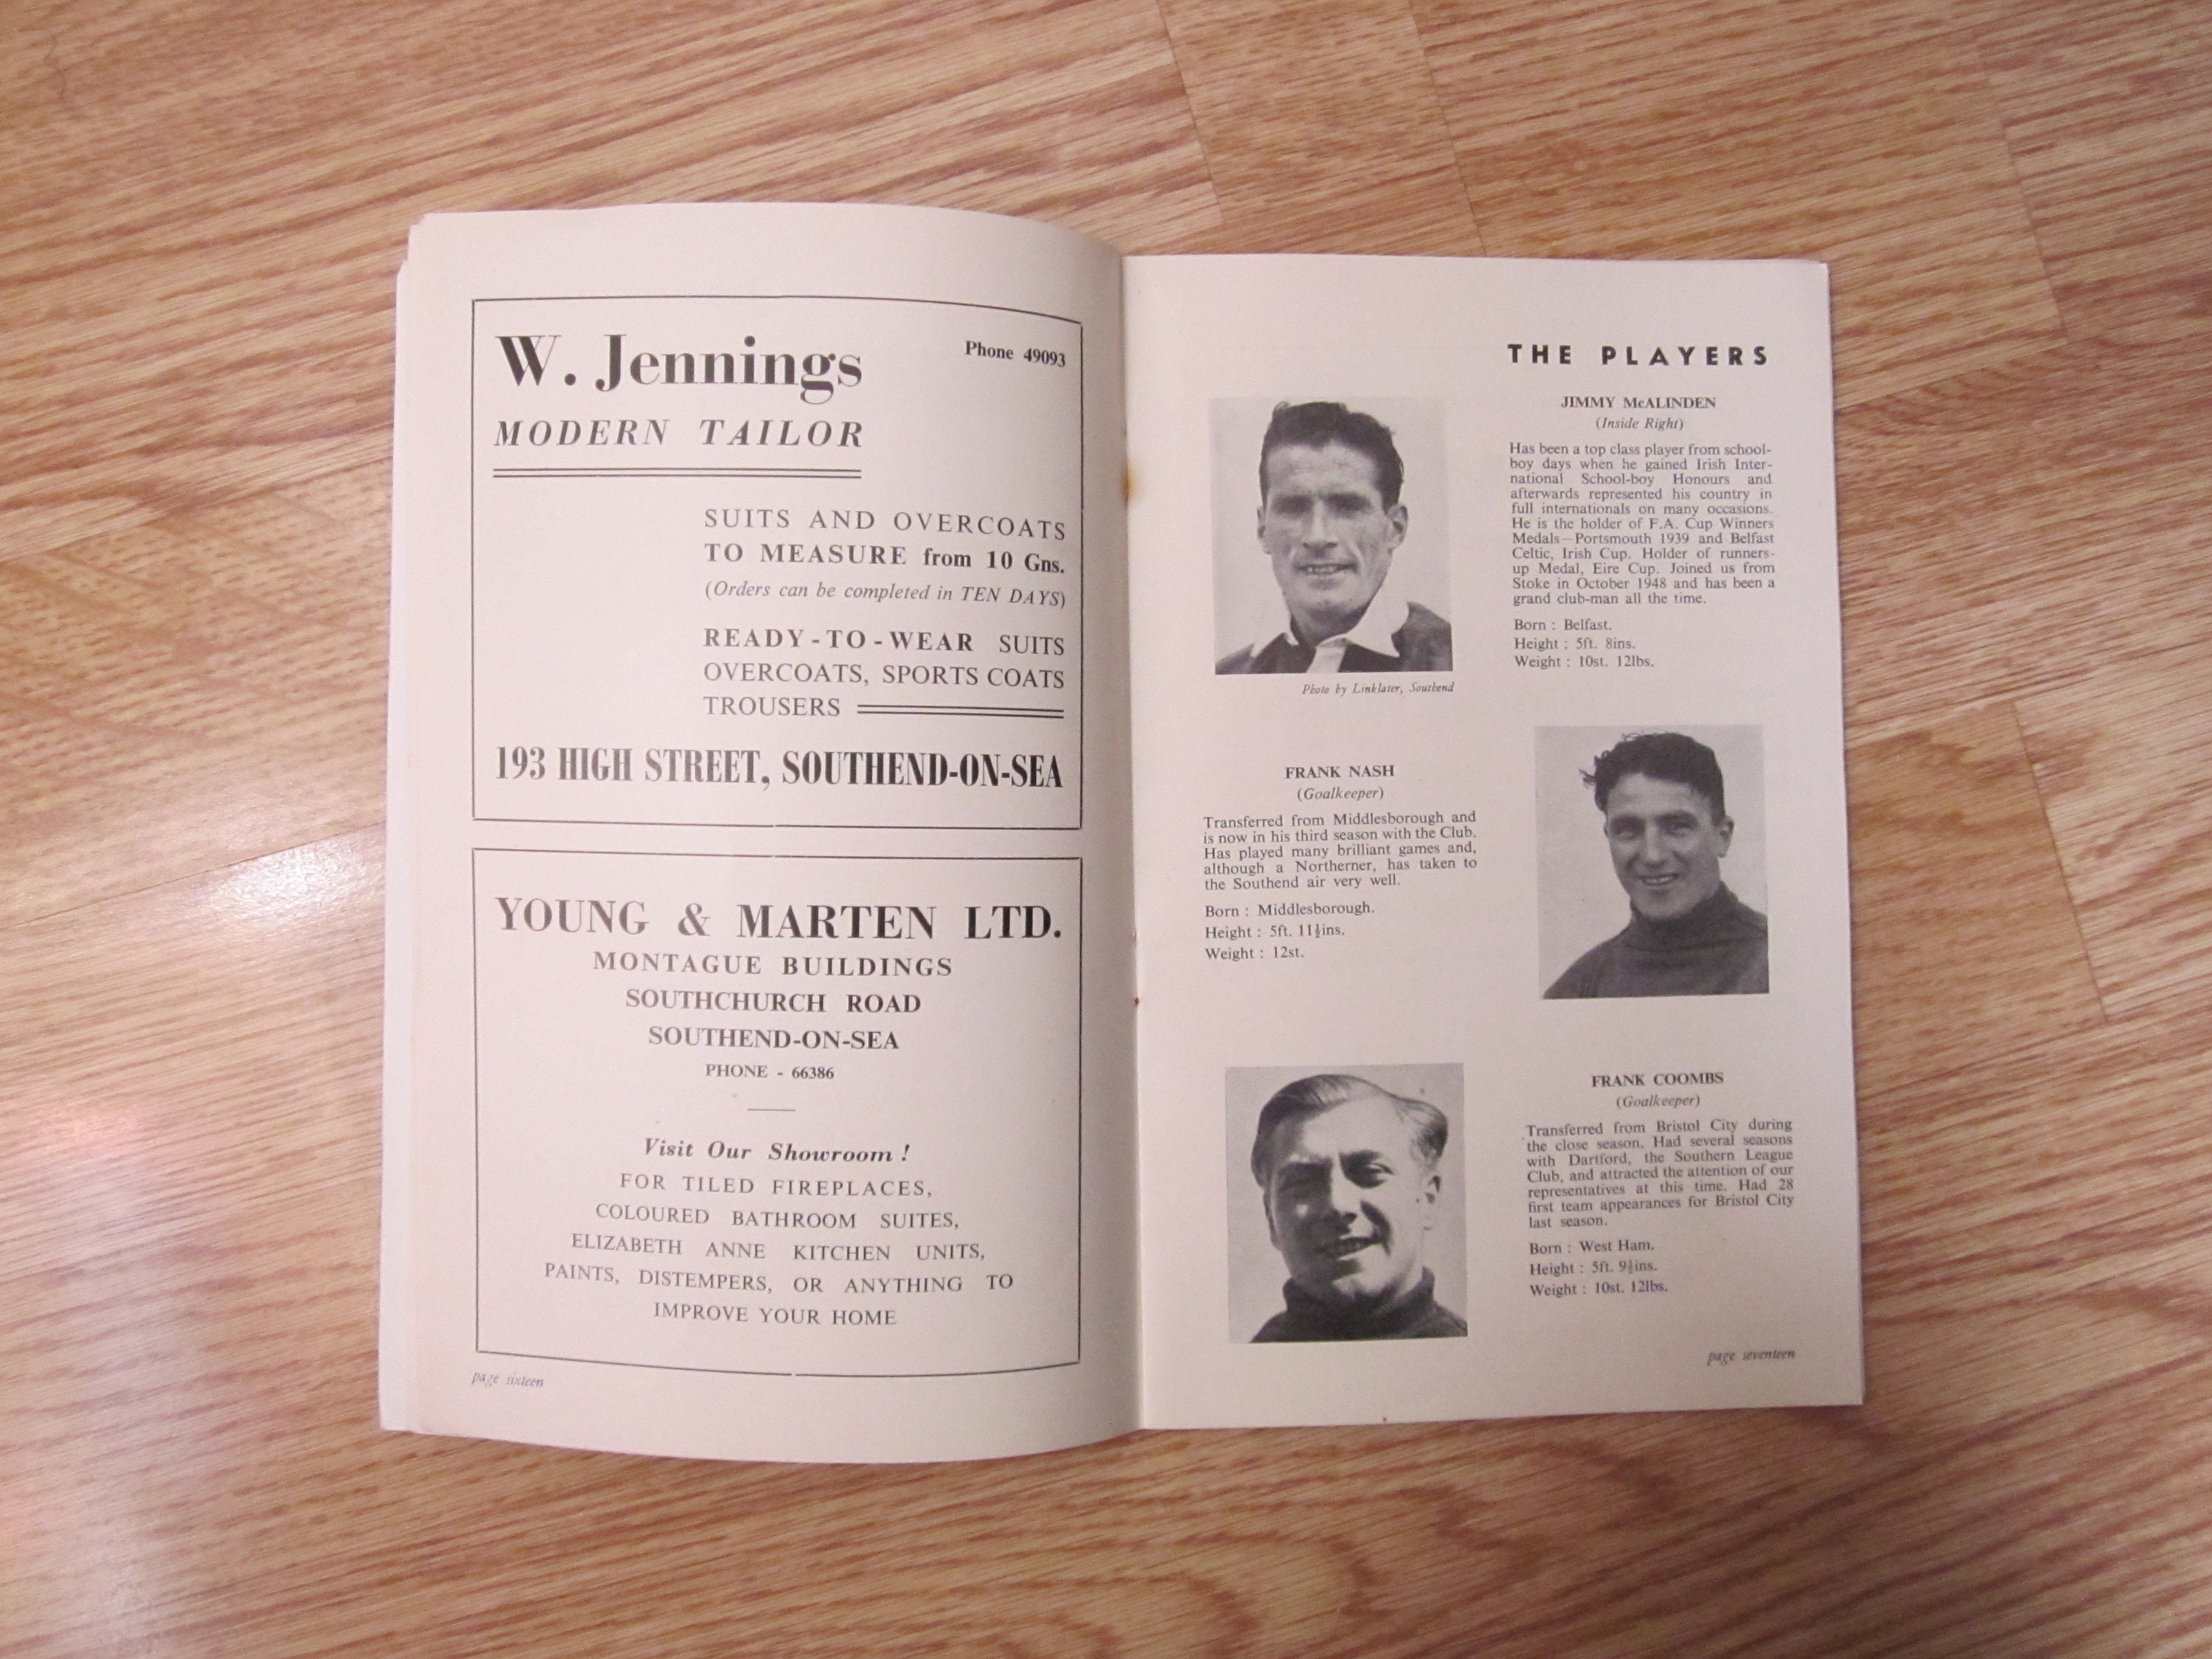 W. Jennings
Phone 49093
MODERN TAILOR
SUITS AND OVERCOATS
TO MEASURE from 10 Gns.
(Orders can be completed in TEN DAYS)
READY-TO-WEAR SUITS
OVERCOATS, SPORTS COATS
TROUSERS
193 HIGH STREET, SOUTHEND-ON-SEA
YOUNG & MARTEN LTD.
MONTAGUE BUILDINGS
SOUTHCHURCH ROAD
SOUTHEND-ON-SEA
PHONE - 66386
Visit Our Showroom !
FOR TILED FIREPLACES,
COLOURED BATHROOM SUITES,
ELIZABETH ANNE KITCHEN UNITS,
PAINTS, DISTEMPERS, OR ANYTHING TO
IMPROVE YOUR HOME
page sixteen
THE PLAYERS
JIMMY McALINDEN
(Inside Right)
Has been a top class player from school-
boy days when he gained Irish Inter-
national School-boy Honours and
afterwards represented his country in
full internationals on many occasions.
He is the holder of F.A. Cup Winners
Medals—Portsmouth 1939 and Belfast
Celtic, Irish Cup. Holder of runners-
up Medal, Eire Cup. Joined us from
Stoke in October 1948 and has been a
grand club-man all the time.
Born : Belfast.
Height : 5ft. 8ins.
Weight : 10st. 12lbs.
Photo by Linklater, Southend
FRANK NASH
(Goalkeeper)
Transferred from Middlesborough and
is now in his third season with the Club.
Has played many brilliant games and,
although a Northerner, has taken to
the Southend air very well.
Born : Middlesborough.
Height : 5ft. 11½ins.
Weight : 12st.
FRANK COOMBS
(Goalkeeper)
Transferred from Bristol City during
the close season. Had several seasons
with Dartford, the Southern League
Club, and attracted the attention of our
representatives at this time. Had 28
first team appearances for Bristol City
last season.
Born : West Ham.
Height : 5ft. 9½ins.
Weight : 10st. 12lbs.
page seventeen